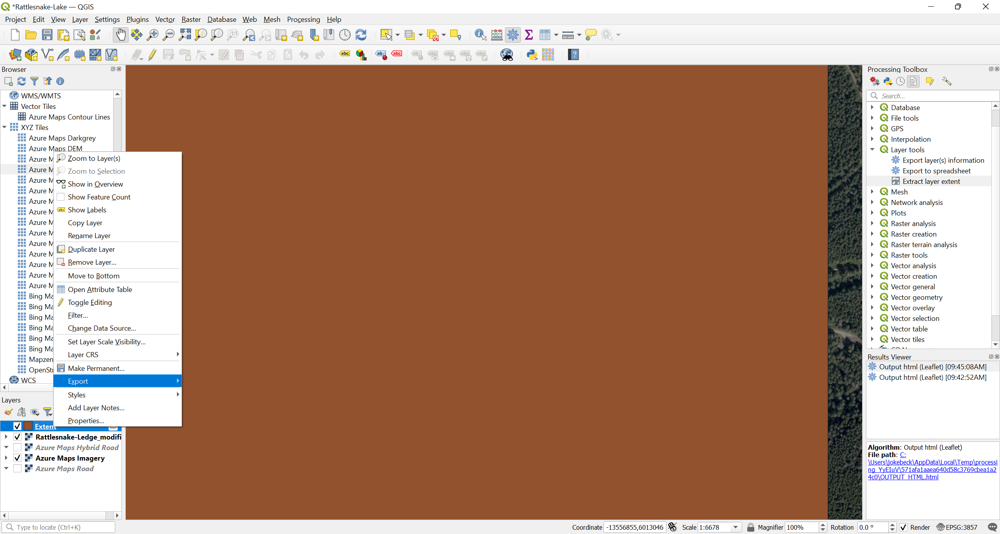 *Rattlesnake-Lake — QGIS
Project Edit View Layer Settings Plugins Vector Raster Database Web Mesh Processing Help
Browser
WMS/WMTS
Vector Tiles
Azure Maps Contour Lines
XYZ Tiles
Azure Maps Darkgrey
Azure Maps DEM
Azure M
Azure M
Azure M
Azure M
Azure M
Azure M
Azure M
Azure M
Azure M
Azure M
Azure M
Azure M
Azure M
Bing Ma
Bing Ma
Bing Ma
Bing Ma
Bing Ma
Bing Ma
Mapzen
OpenStr
WCS
Zoom to Layer(s)
Zoom to Selection
Show in Overview
Show Feature Count
Show Labels
Copy Layer
Rename Layer
Duplicate Layer
Remove Layer...
Move to Bottom
Open Attribute Table
Toggle Editing
Filter...
Change Data Source...
Set Layer Scale Visibility...
Layer CRS
Make Permanent...
Export
Styles
Add Layer Notes...
Properties...
Layers
Extent
Rattlesnake-Ledge_modifi
Azure Maps Hybrid Road
Azure Maps Imagery
Azure Maps Road
Processing Toolbox
Search...
Database
File tools
GPS
Interpolation
Layer tools
Export layer(s) information
Export to spreadsheet
Extract layer extent
Mesh
Network analysis
Plots
Raster analysis
Raster creation
Raster terrain analysis
Raster tools
Vector analysis
Vector creation
Vector general
Vector geometry
Vector overlay
Vector selection
Vector table
Vector tiles
Results Viewer
Output html (Leaflet) [09:45:08AM]
Output html (Leaflet) [09:42:52AM]
Algorithm: Output html (Leaflet)
File path: C:
\Users\jokebeck\AppData\Local\Temp\processi
ng_YyEIuV\571afa1aaea640d58c3769cbea1a2
4c0\OUTPUT_HTML.html
Type to locate (Ctrl+K)
Coordinate -13556855,6013046 Scale 1:6678 Magnifier 100% Rotation 0.0 ° Render EPSG:3857